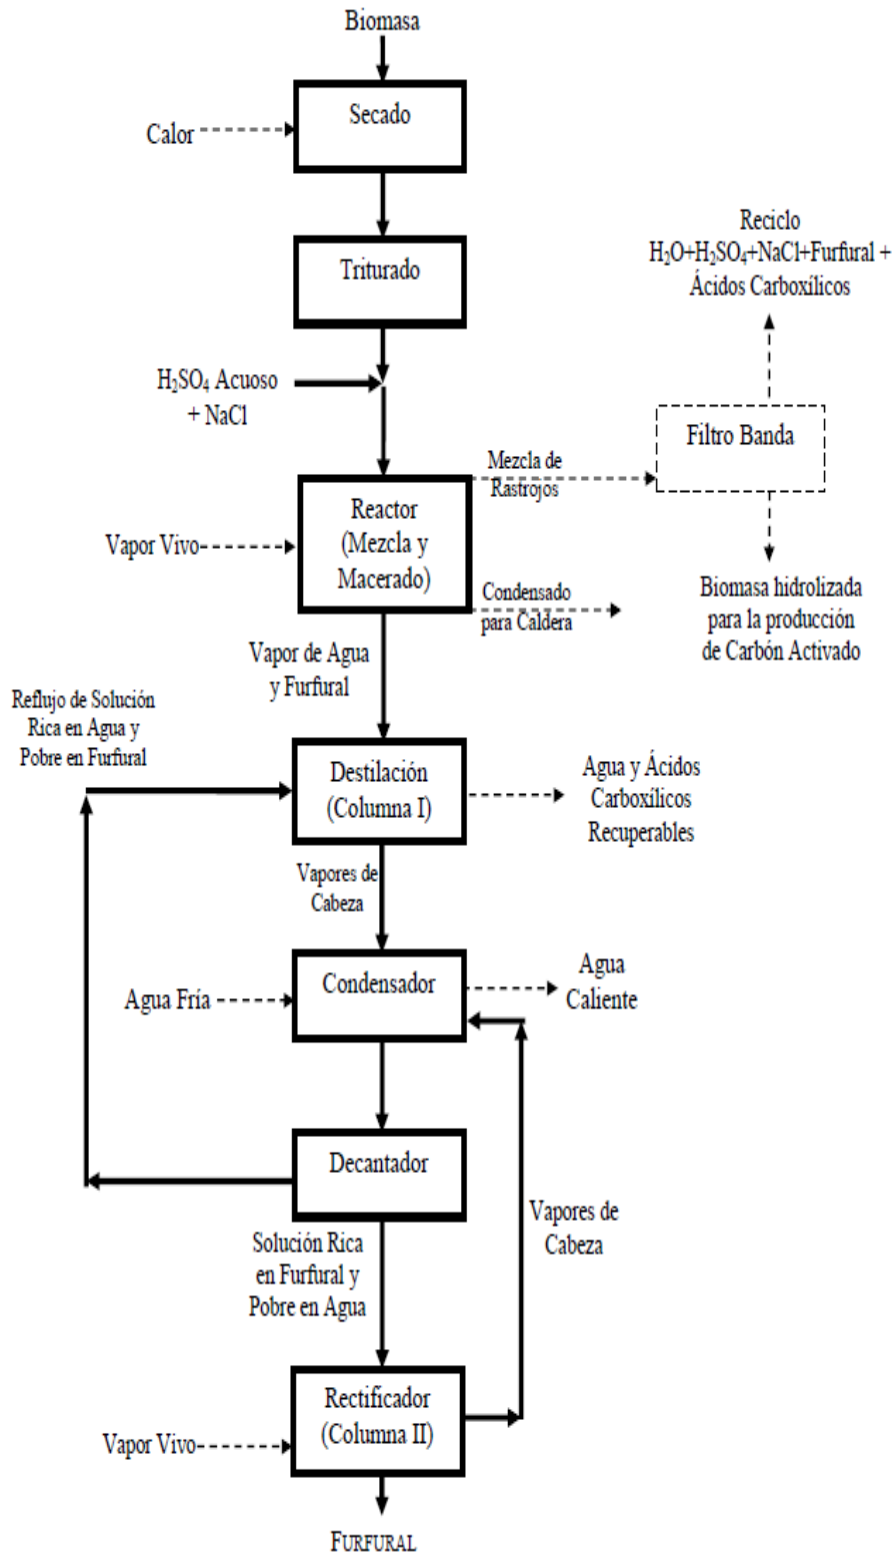 Biomasa
Secado
Calor
Triturado
Reciclo
H₂O+H₂SO₄+NaCl+Furfural +
Ácidos Carboxílicos
H₂SO₄ Acuoso
+ NaCl
Filtro Banda
Mezcla de
Rastrojos
Reactor
(Mezcla y
Macerado)
Vapor Vivo
Condensado
para Caldera
Biomasa hidrolizada
para la producción
de Carbón Activado
Vapor de Agua
y Furfural
Reflujo de Solución
Rica en Agua y
Pobre en Furfural
Destilación
(Columna I)
Agua y Ácidos
Carboxílicos
Recuperables
Vapores de
Cabeza
Condensador
Agua Fría
Agua
Caliente
Decantador
Vapores de
Cabeza
Solución Rica
en Furfural y
Pobre en Agua
Rectificador
(Columna II)
Vapor Vivo
FURFURAL